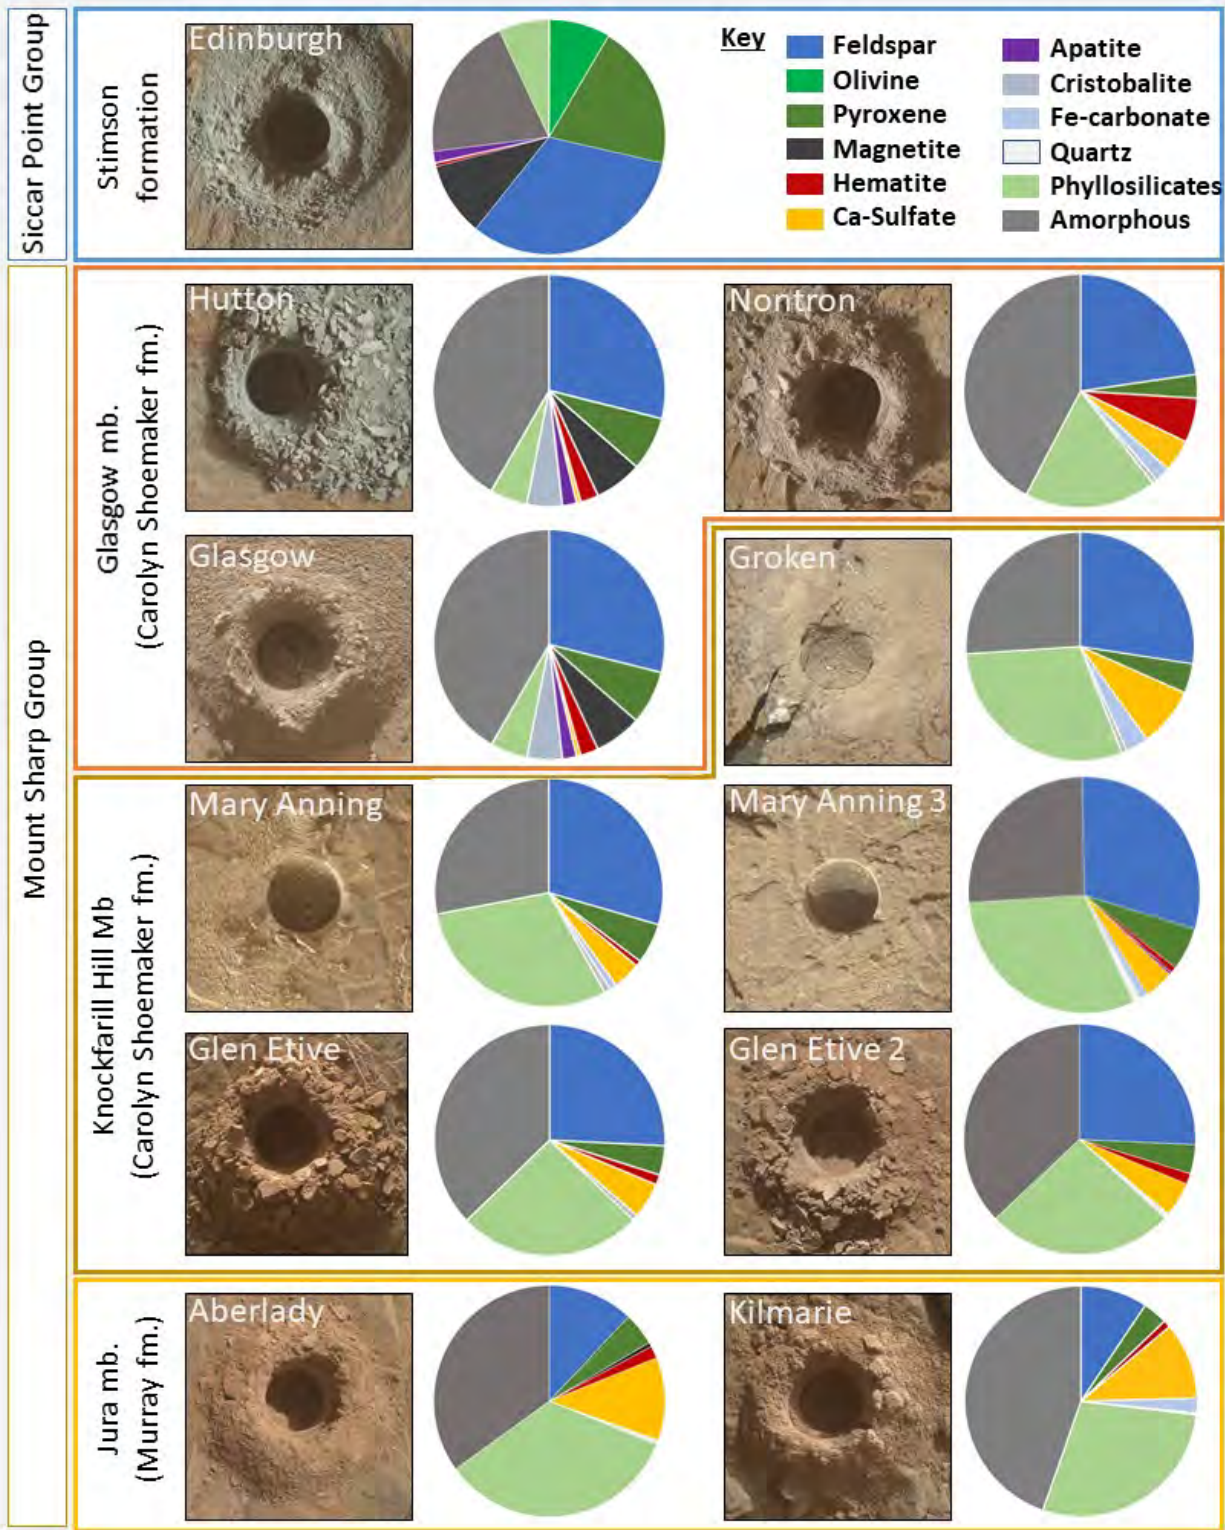 Siccar Point Group
Stimson
formation
Edinburgh
Key
Feldspar
Olivine
Pyroxene
Magnetite
Hematite
Ca-Sulfate
Apatite
Cristobalite
Fe-carbonate
Quartz
Phyllosilicates
Amorphous
Mount Sharp Group
Glasgow mb.
(Carolyn Shoemaker fm.)
Hutton
Nontron
Glasgow
Groken
Knockfarill Hill Mb
(Carolyn Shoemaker fm.)
Mary Anning
Mary Anning 3
Glen Etive
Glen Etive 2
Jura mb.
(Murray fm.)
Aberlady
Kilmarie